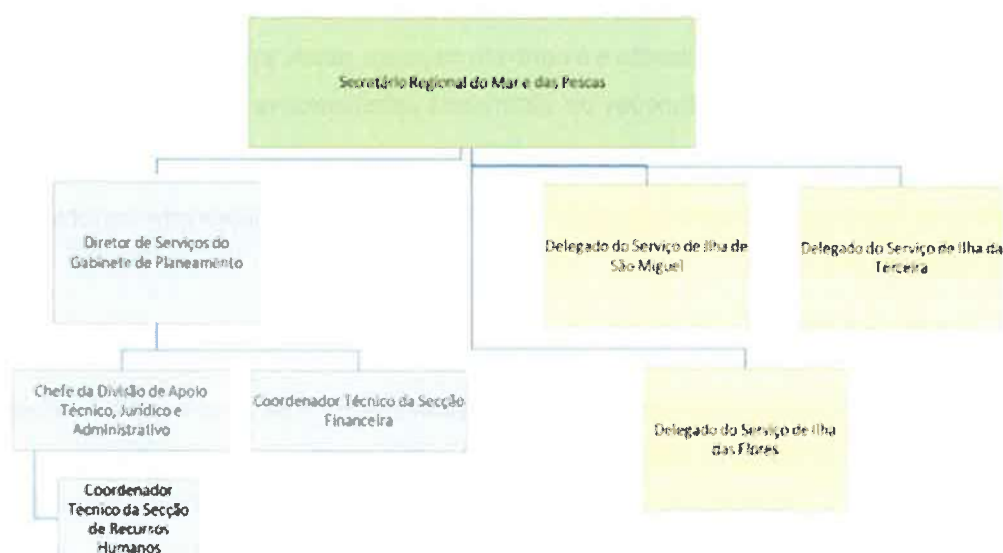 Secretário Regional do Mar e das Pescas
Diretor de Serviços do
Gabinete de Planeamento
Delegado do Serviço de Ilha de
São Miguel
Delegado do Serviço de Ilha da
Terceira
Chefe da Divisão de Apoio
Técnico, Jurídico e
Administrativo
Coordenador Técnico da Secção
Financeira
Delegado do Serviço de Ilha
das Flores
Coordenador
Técnico da Secção
de Recursos
Humanos